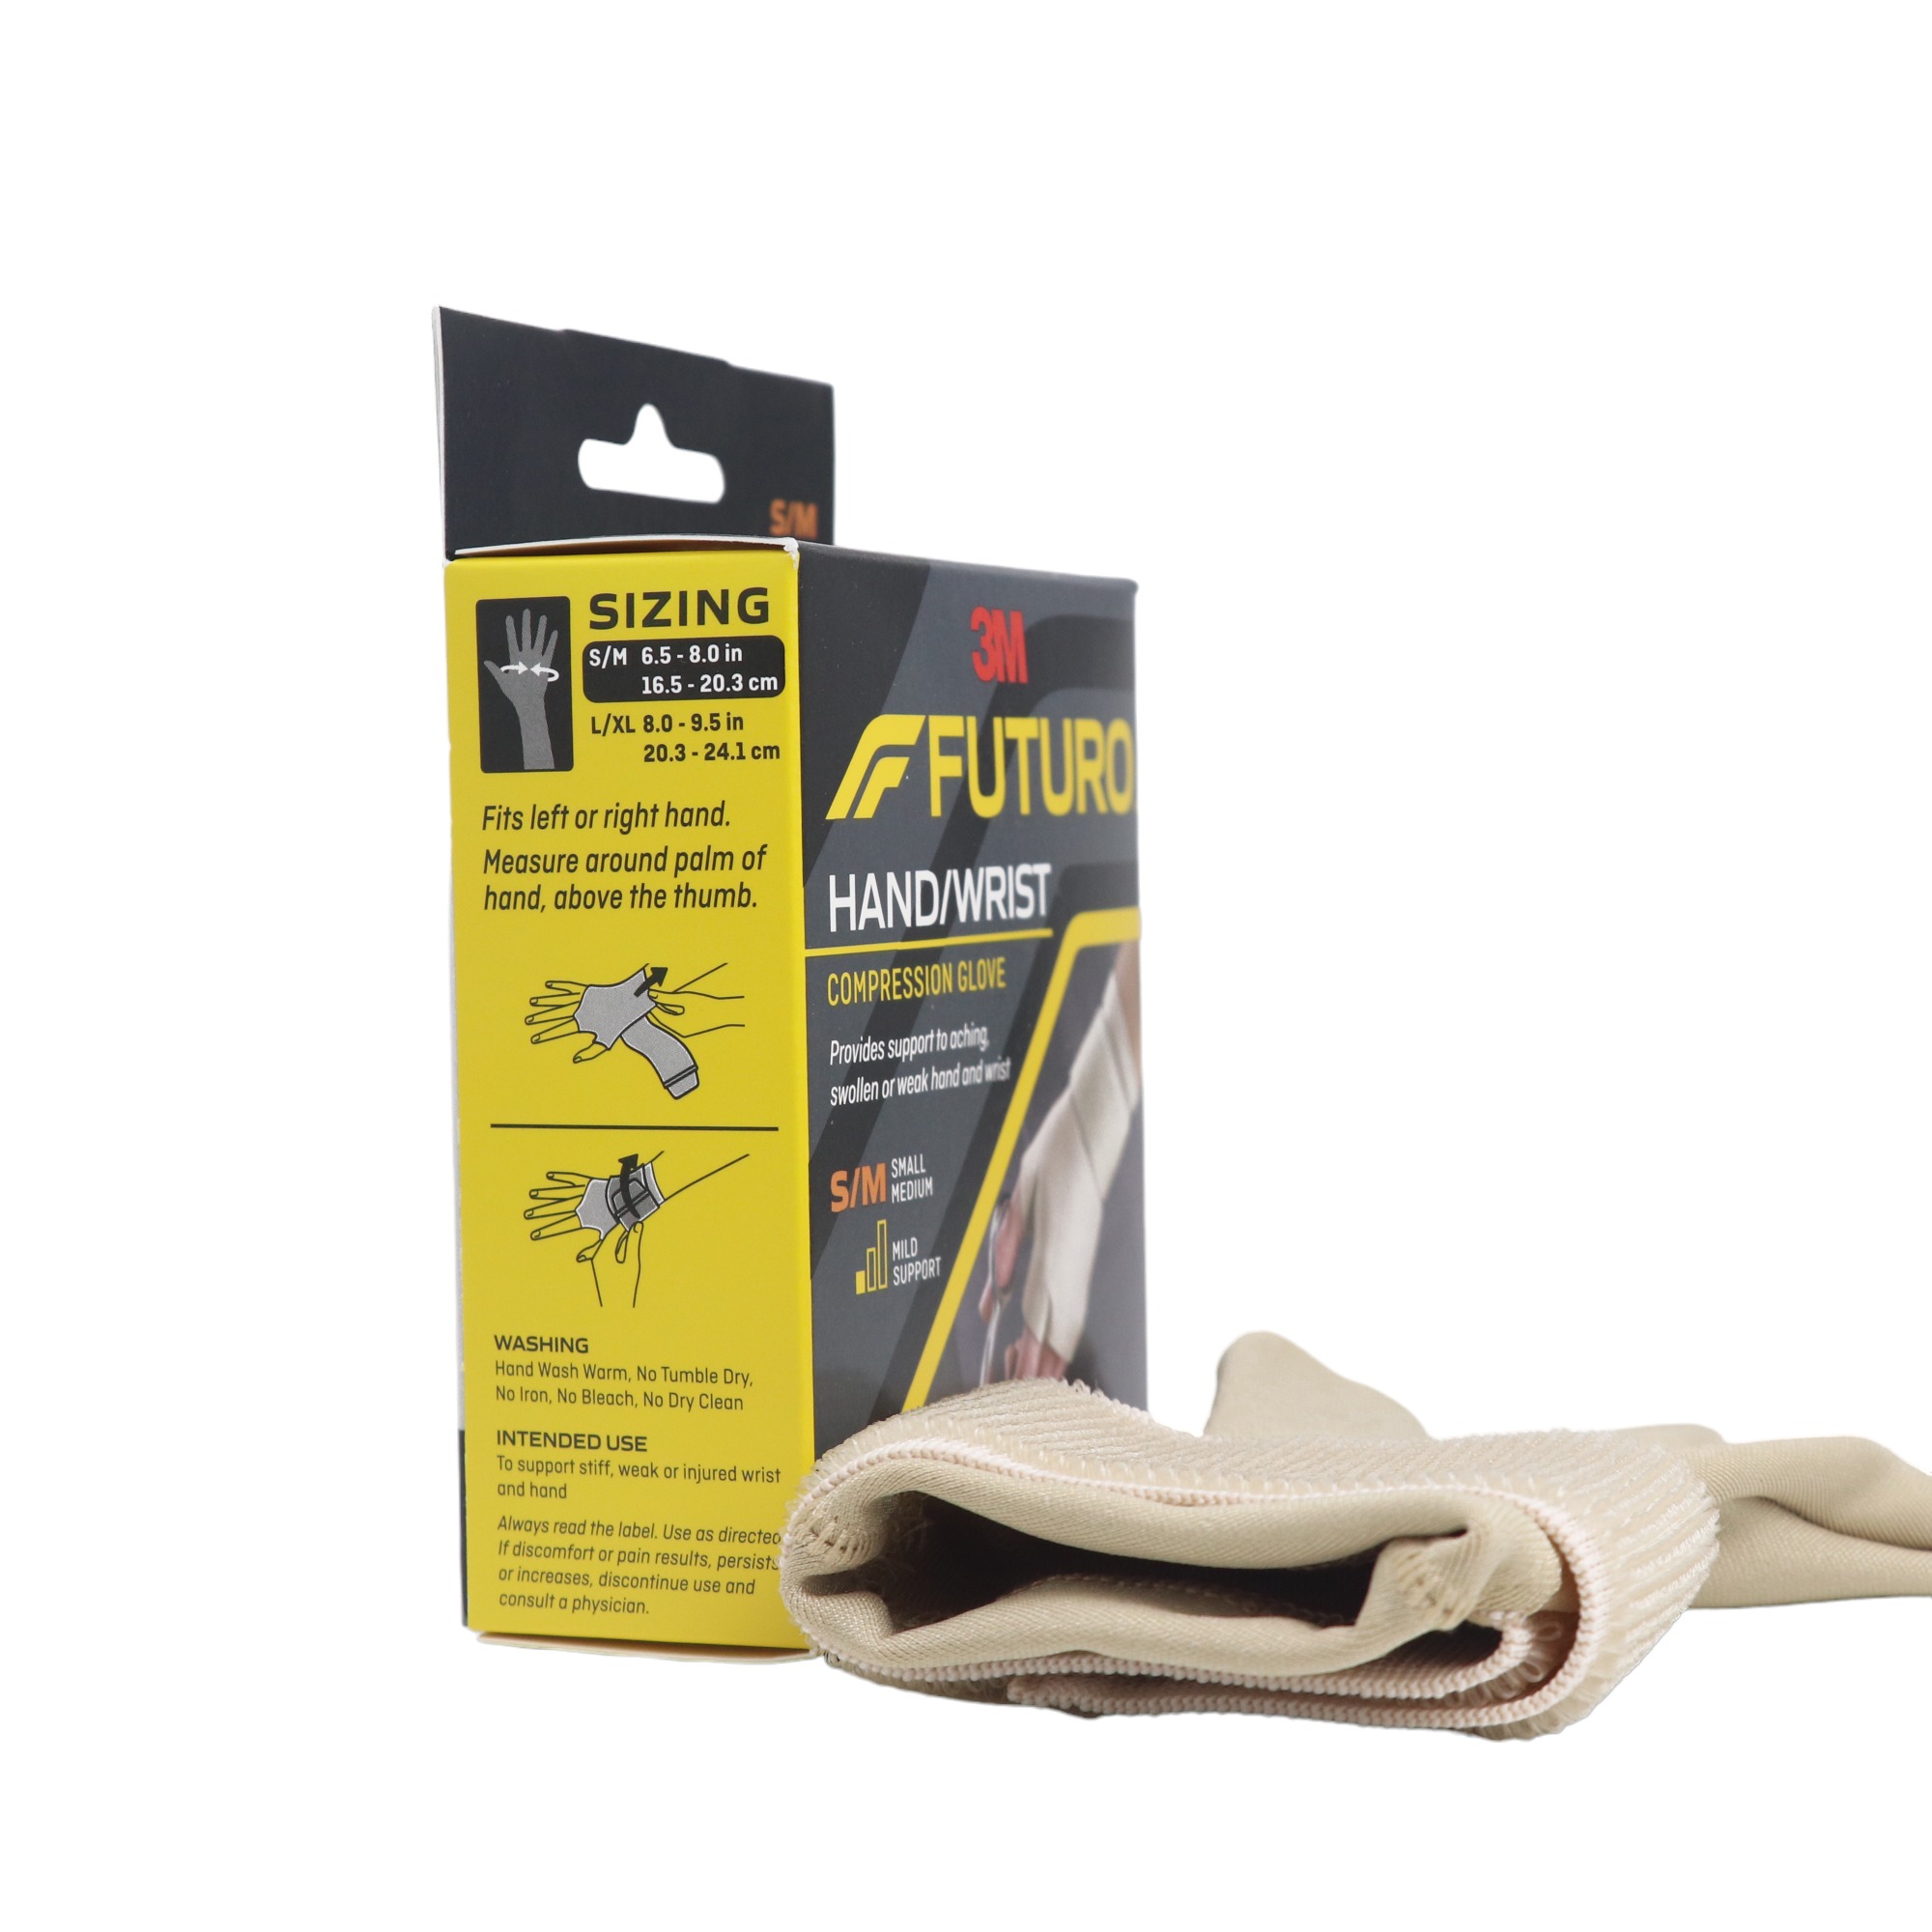 S/M
SIZING
S/M 6.5 - 8.0 in
16.5 - 20.3 cm
L/XL 8.0 - 9.5 in
20.3 - 24.1 cm
Fits left or right hand.
Measure around palm of
hand, above the thumb.
WASHING
Hand Wash Warm, No Tumble Dry,
No Iron, No Bleach, No Dry Clean
INTENDED USE
To support stiff, weak or injured wrist
and hand
Always read the label. Use as directed
If discomfort or pain results, persists
or increases, discontinue use and
consult a physician.
3M
FUTURO
HAND/WRIST
COMPRESSION GLOVE
Provides support to aching,
swollen or weak hand and wrist
S/M SMALL
MEDIUM
MILD
SUPPORT